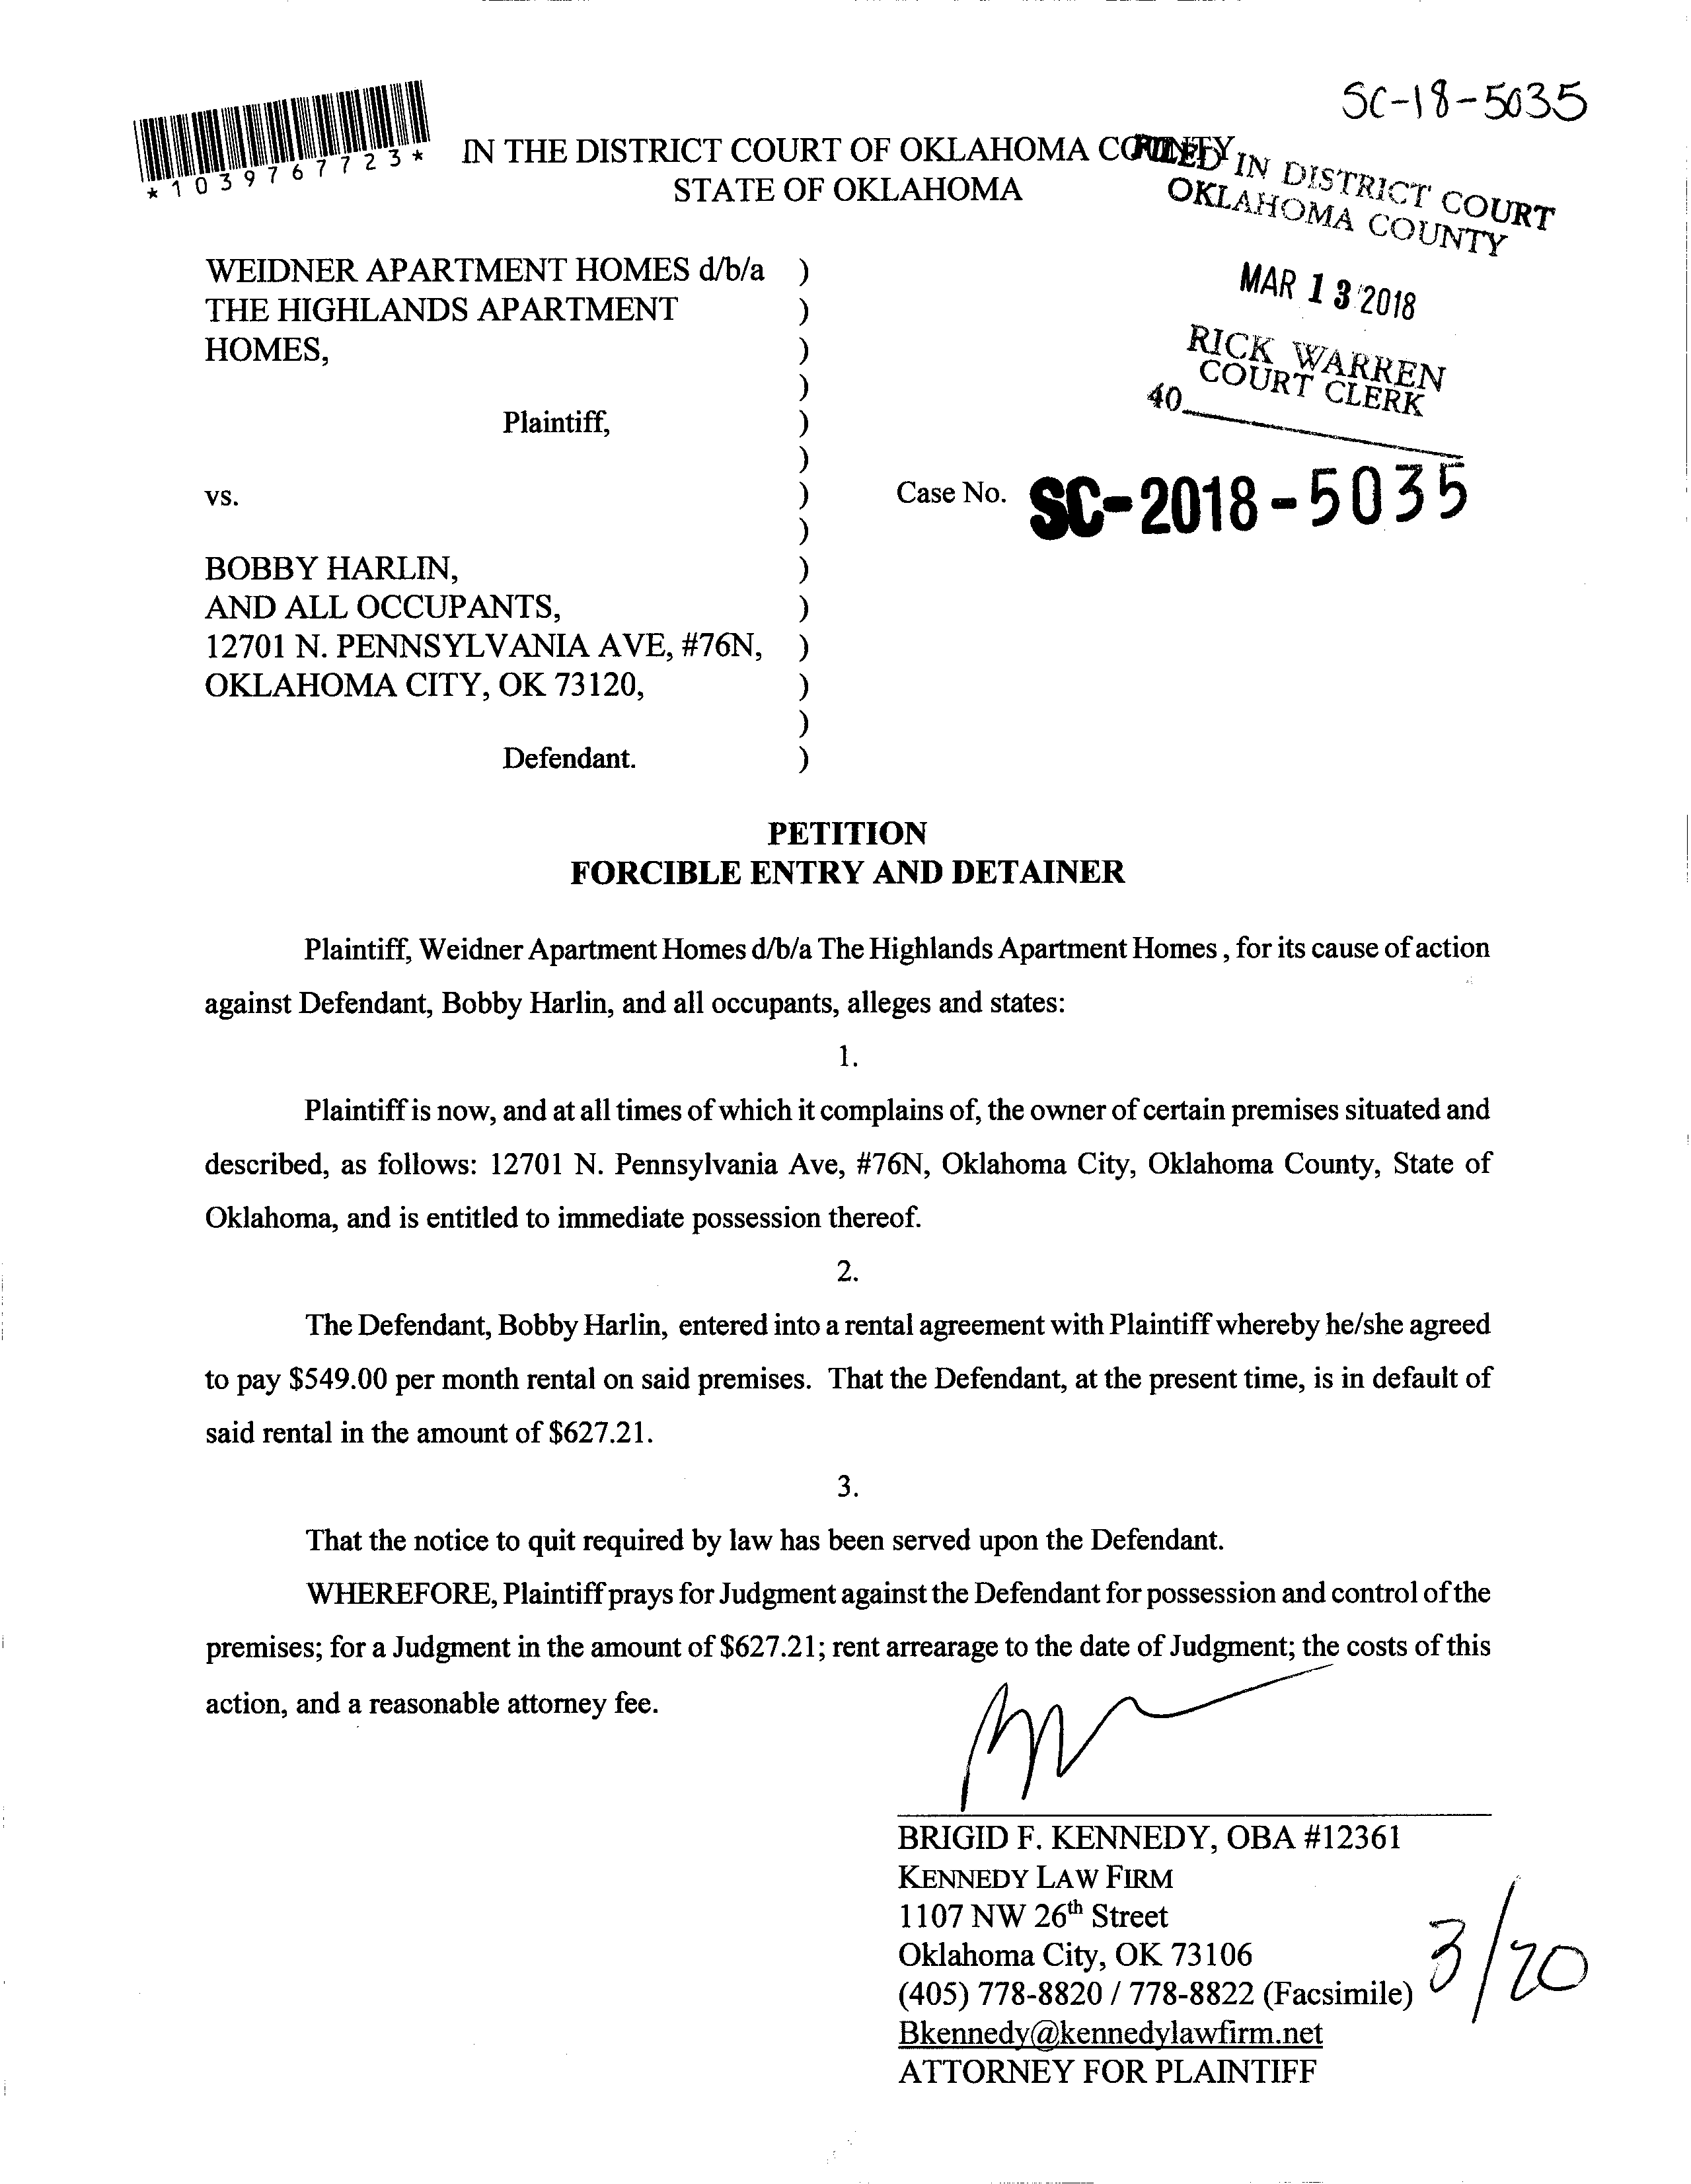 SC-18-5035
*1039767723*
IN THE DISTRICT COURT OF OKLAHOMA COUNTY
STATE OF OKLAHOMA
FILED IN DISTRICT COURT
OKLAHOMA COUNTY
MAR 13 2018
RICK WARREN
COURT CLERK
40
WEIDNER APARTMENT HOMES d/b/a )
THE HIGHLANDS APARTMENT )
HOMES, )
)
Plaintiff, )
)
vs. ) Case No. SC-2018-5035
)
BOBBY HARLIN, )
AND ALL OCCUPANTS, )
12701 N. PENNSYLVANIA AVE, #76N, )
OKLAHOMA CITY, OK 73120, )
)
Defendant. )
PETITION
FORCIBLE ENTRY AND DETAINER
Plaintiff, Weidner Apartment Homes d/b/a The Highlands Apartment Homes , for its cause of action
against Defendant, Bobby Harlin, and all occupants, alleges and states:
1.
Plaintiff is now, and at all times of which it complains of, the owner of certain premises situated and
described, as follows: 12701 N. Pennsylvania Ave, #76N, Oklahoma City, Oklahoma County, State of
Oklahoma, and is entitled to immediate possession thereof.
2.
The Defendant, Bobby Harlin, entered into a rental agreement with Plaintiff whereby he/she agreed
to pay $549.00 per month rental on said premises. That the Defendant, at the present time, is in default of
said rental in the amount of $627.21.
3.
That the notice to quit required by law has been served upon the Defendant.
WHEREFORE, Plaintiff prays for Judgment against the Defendant for possession and control of the
premises; for a Judgment in the amount of $627.21; rent arrearage to the date of Judgment; the costs of this
action, and a reasonable attorney fee.
BRIGID F. KENNEDY, OBA #12361
KENNEDY LAW FIRM
1107 NW 26th Street
Oklahoma City, OK 73106
(405) 778-8820 / 778-8822 (Facsimile)
Bkennedy@kennedylawfirm.net
ATTORNEY FOR PLAINTIFF
3/20